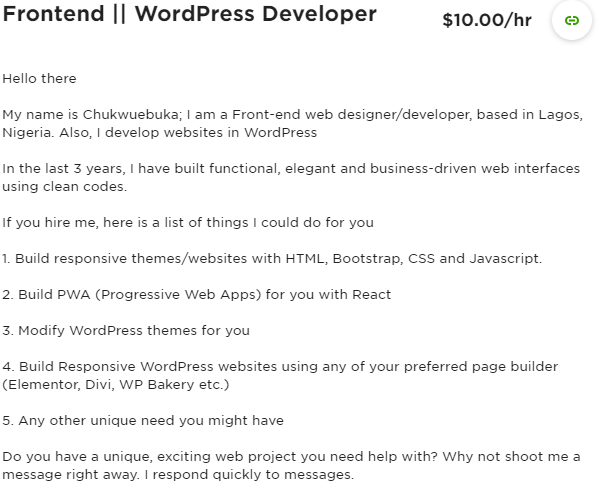 Frontend || WordPress Developer
$10.00/hr
Hello there
My name is Chukwuebuka; I am a Front-end web designer/developer, based in Lagos,
Nigeria. Also, I develop websites in WordPress
In the last 3 years, I have built functional, elegant and business-driven web interfaces
using clean codes.
If you hire me, here is a list of things I could do for you
1. Build responsive themes/websites with HTML, Bootstrap, CSS and Javascript.
2. Build PWA (Progressive Web Apps) for you with React
3. Modify WordPress themes for you
4. Build Responsive WordPress websites using any of your preferred page builder
(Elementor, Divi, WP Bakery etc.)
5. Any other unique need you might have
Do you have a unique, exciting web project you need help with? Why not shoot me a
message right away. I respond quickly to messages.